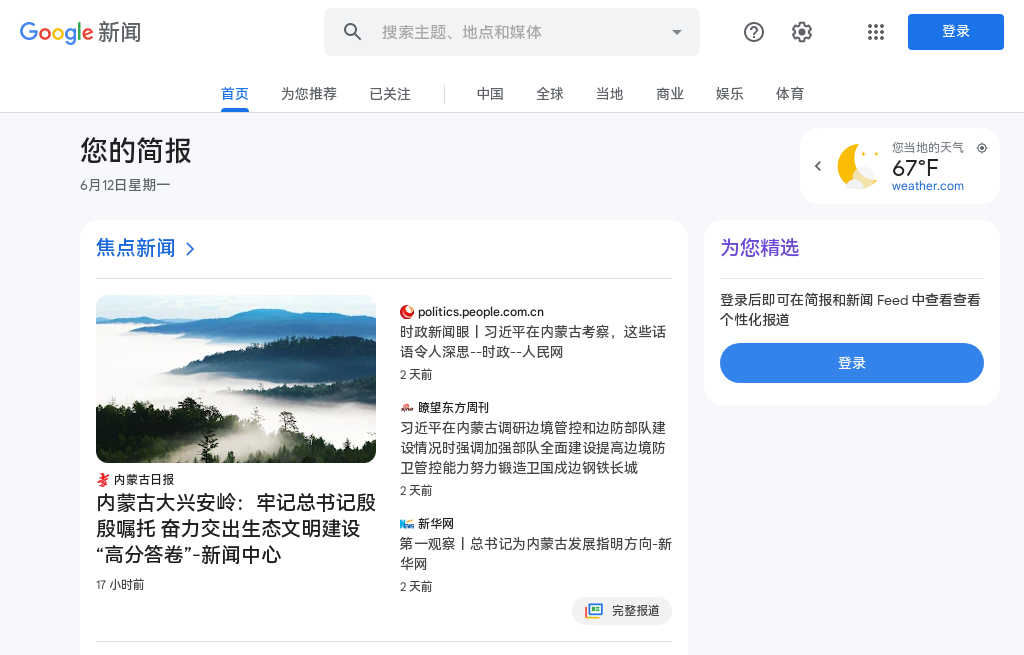 Google 新闻
搜索主题、地点和媒体
登录
首页
为您推荐
已关注
中国
全球
当地
商业
娱乐
体育
您的简报
6月12日星期一
您当地的天气
67°F
weather.com
焦点新闻
内蒙古日报
内蒙古大兴安岭：牢记总书记殷
殷嘱托 奋力交出生态文明建设
“高分答卷”-新闻中心
17 小时前
politics.people.com.cn
时政新闻眼丨习近平在内蒙古考察，这些话
语令人深思--时政--人民网
2 天前
瞭望东方周刊
习近平在内蒙古调研边境管控和边防部队建
设情况时强调加强部队全面建设提高边境防
卫管控能力努力锻造卫国戍边钢铁长城
2 天前
新华网
第一观察丨总书记为内蒙古发展指明方向-新
华网
2 天前
完整报道
为您精选
登录后即可在简报和新闻 Feed 中查看查看
个性化报道
登录